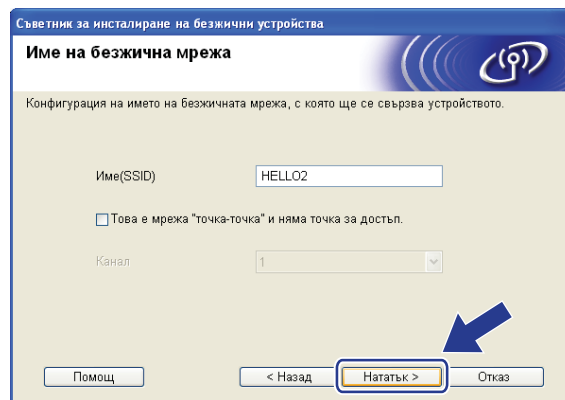 Съветник за инсталиране на безжични устройства
Име на безжична мрежа
Конфигурация на името на безжичната мрежа, с която ще се свързва устройството.
Име(SSID) HELLO2
Това е мрежа "точка-точка" и няма точка за достъп.
Канал 1
Помощ < Назад Нататък > Отказ